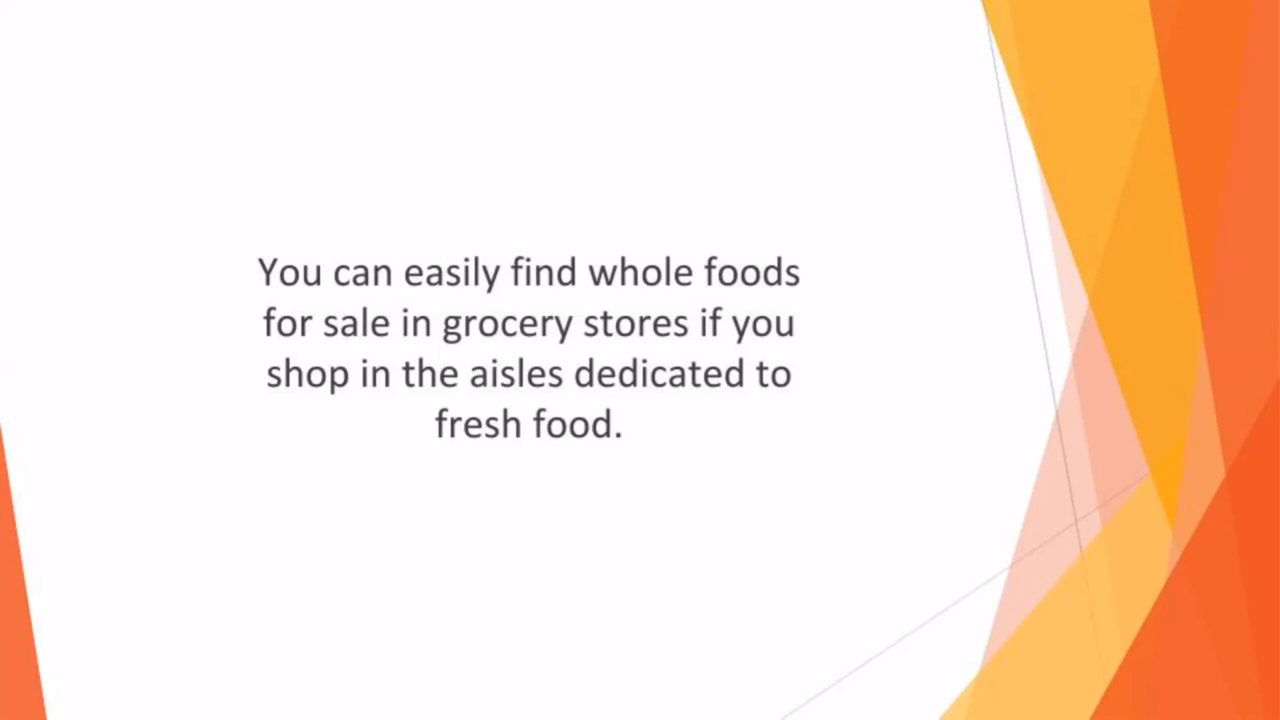 You can easily find whole foods
for sale in grocery stores if you
shop in the aisles dedicated to
fresh food.